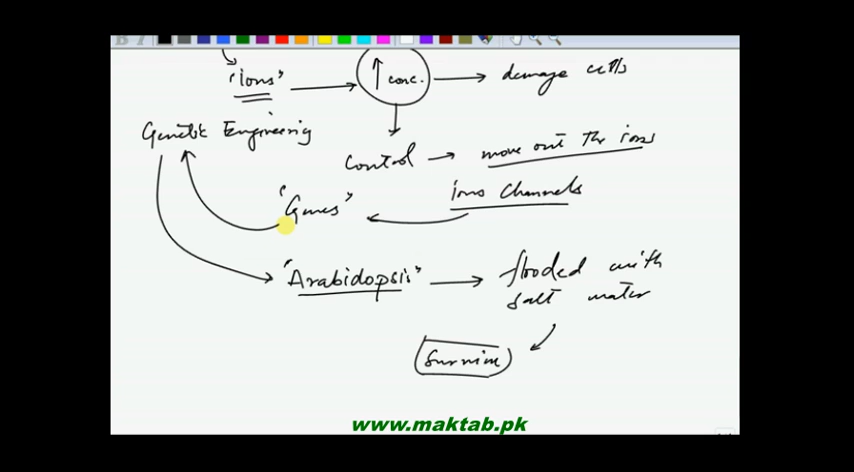 B I
"Ions"
↑ conc.
damage cells
Genetic Engineering
Control → move out the ions
ions channels
"Genes"
"Arabidopsis" → flooded with
salt water
Survive
www.maktab.pk